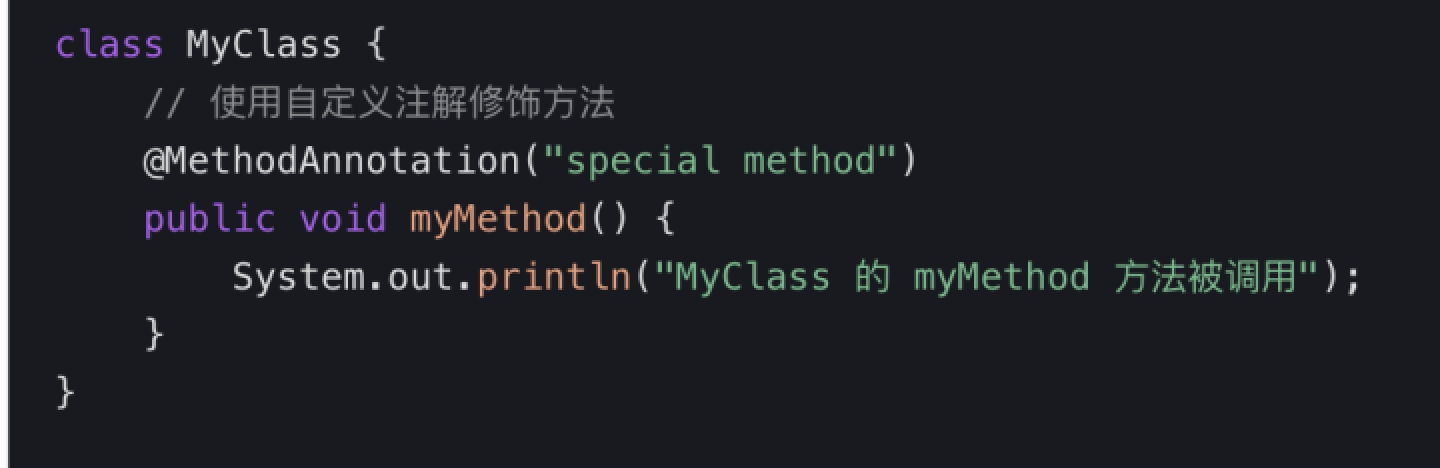 class MyClass {
    // 使用自定义注解修饰方法
    @MethodAnnotation("special method")
    public void myMethod() {
        System.out.println("MyClass 的 myMethod 方法被调用");
    }
}